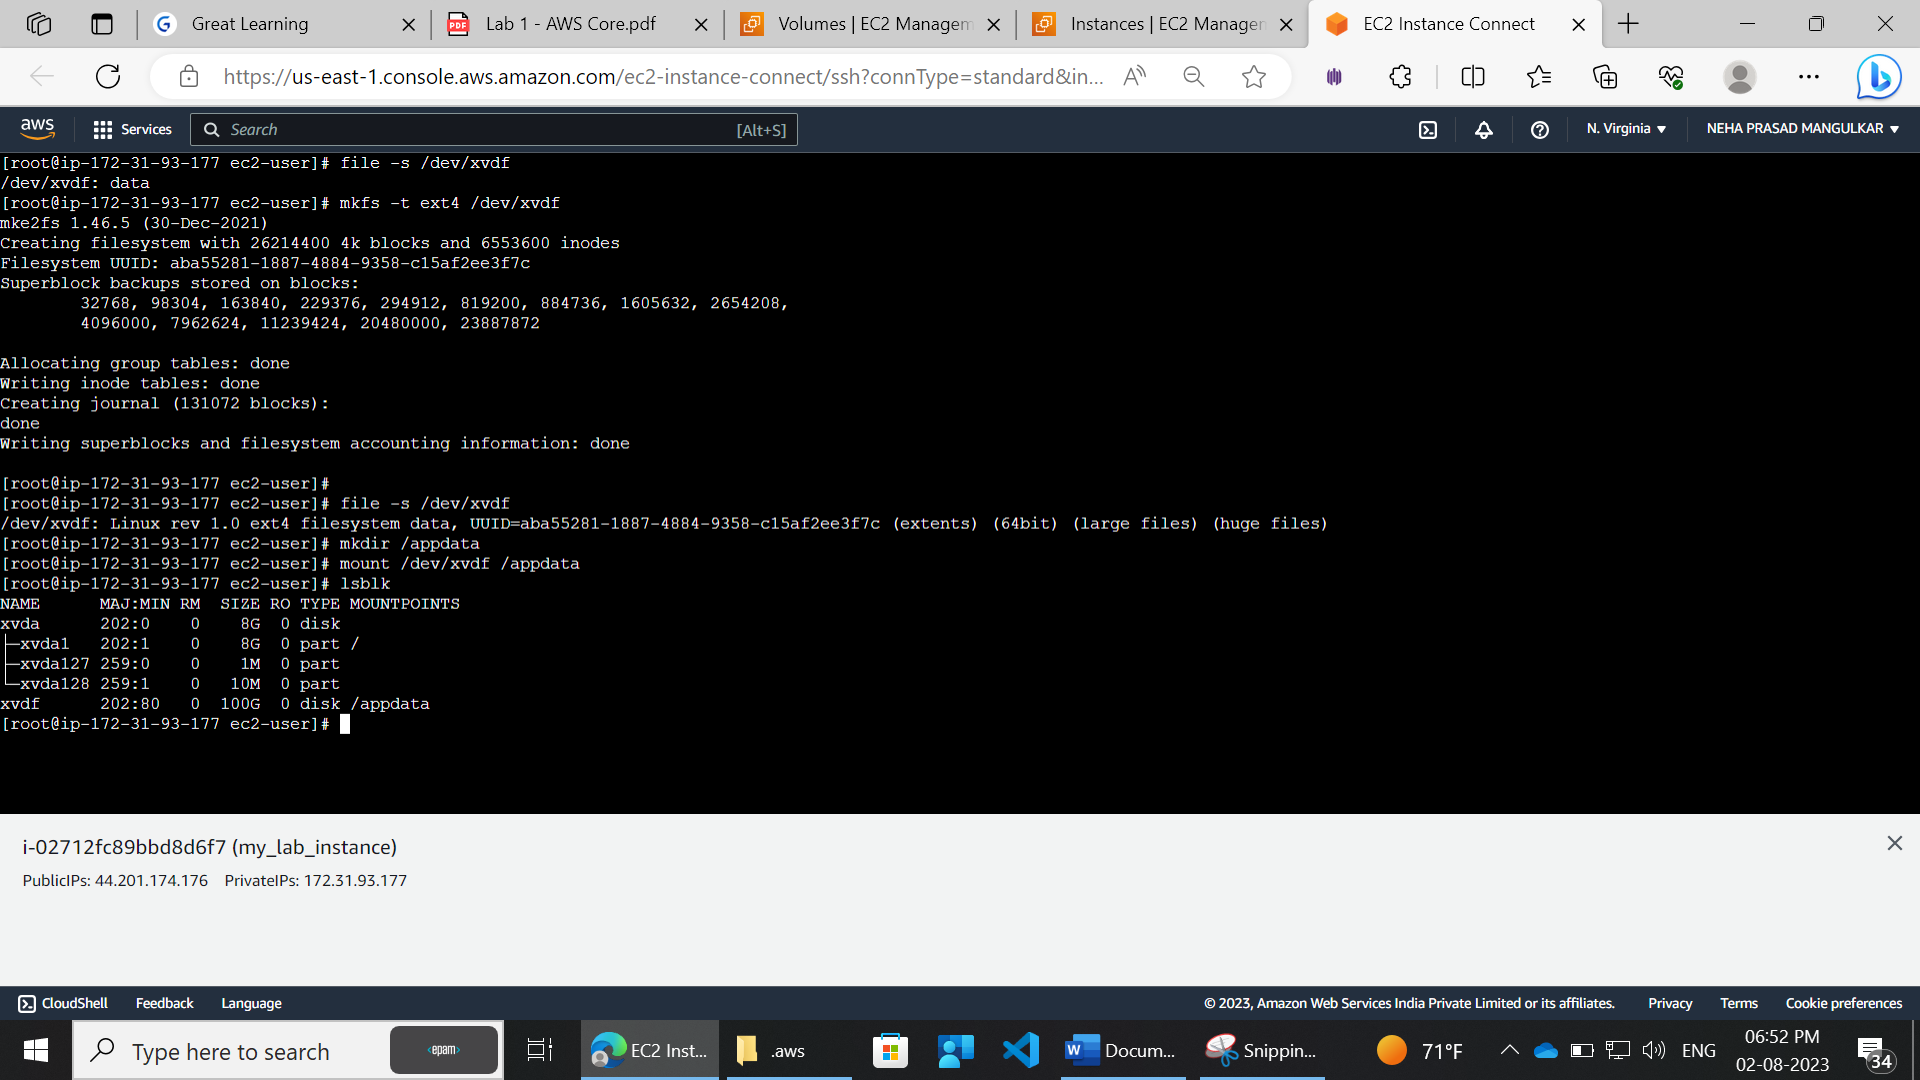 Great Learning
Lab 1 - AWS Core.pdf
Volumes | EC2 Managem
Instances | EC2 Manager
EC2 Instance Connect
https://us-east-1.console.aws.amazon.com/ec2-instance-connect/ssh?connType=standard&in...
aws
Services
Search
[Alt+S]
N. Virginia
NEHA PRASAD MANGULKAR
[root@ip-172-31-93-177 ec2-user]# file -s /dev/xvdf
/dev/xvdf: data
[root@ip-172-31-93-177 ec2-user]# mkfs -t ext4 /dev/xvdf
mke2fs 1.46.5 (30-Dec-2021)
Creating filesystem with 26214400 4k blocks and 6553600 inodes
Filesystem UUID: aba55281-1887-4884-9358-c15af2ee3f7c
Superblock backups stored on blocks:
32768, 98304, 163840, 229376, 294912, 819200, 884736, 1605632, 2654208,
4096000, 7962624, 11239424, 20480000, 23887872
Allocating group tables: done
Writing inode tables: done
Creating journal (131072 blocks):
done
Writing superblocks and filesystem accounting information: done
[root@ip-172-31-93-177 ec2-user]#
[root@ip-172-31-93-177 ec2-user]# file -s /dev/xvdf
/dev/xvdf: Linux rev 1.0 ext4 filesystem data, UUID=aba55281-1887-4884-9358-c15af2ee3f7c (extents) (64bit) (large files) (huge files)
[root@ip-172-31-93-177 ec2-user]# mkdir /appdata
[root@ip-172-31-93-177 ec2-user]# mount /dev/xvdf /appdata
[root@ip-172-31-93-177 ec2-user]# lsblk
NAME      MAJ:MIN RM  SIZE RO TYPE MOUNTPOINTS
xvda      202:0    0    8G  0 disk
├─xvda1   202:1    0    8G  0 part /
├─xvda127 259:0    0    1M  0 part
└─xvda128 259:1    0   10M  0 part
xvdf      202:80   0  100G  0 disk /appdata
[root@ip-172-31-93-177 ec2-user]#
i-02712fc89bbd8d6f7 (my_lab_instance)
PublicIPs: 44.201.174.176 PrivateIPs: 172.31.93.177
CloudShell
Feedback
Language
© 2023, Amazon Web Services India Private Limited or its affiliates.
Privacy
Terms
Cookie preferences
Type here to search
<epam>
EC2 Inst...
.aws
Docum...
Snippin...
71°F
ENG
06:52 PM
02-08-2023
34